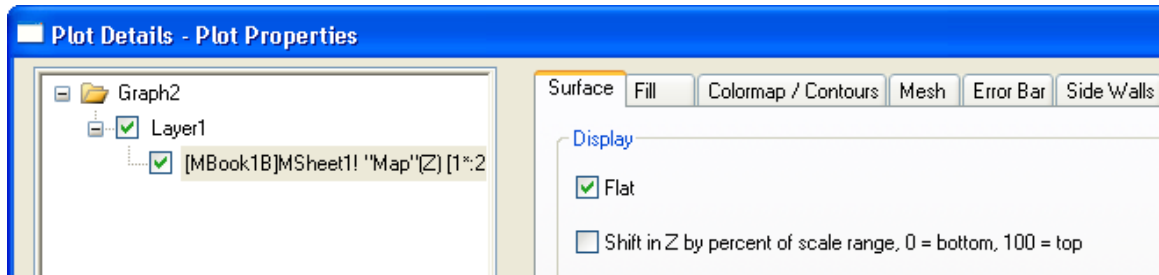 Plot Details - Plot Properties
Graph2
Layer1
[MBook1B]MSheet1! "Map"(Z) [1*:2
Surface Fill Colormap / Contours Mesh Error Bar Side Walls
Display
Flat
Shift in Z by percent of scale range, 0 = bottom, 100 = top